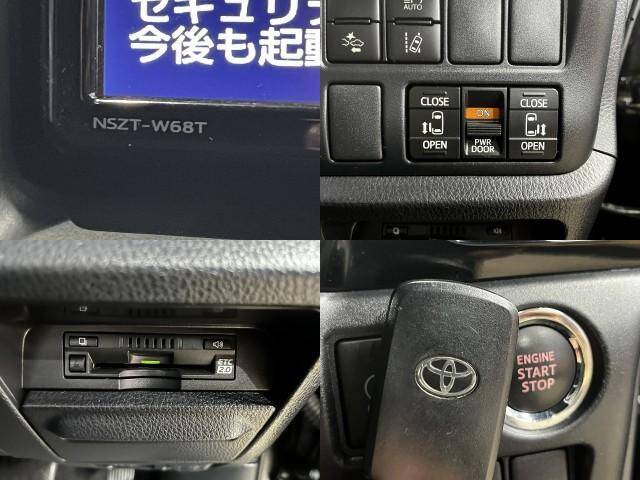 セキュリテ
今後も起動
NSZT-W68T
AUTO
CLOSE
ON
CLOSE
OPEN
PWR
DOOR
OPEN
ETC
2.0
ENGINE
START
STOP